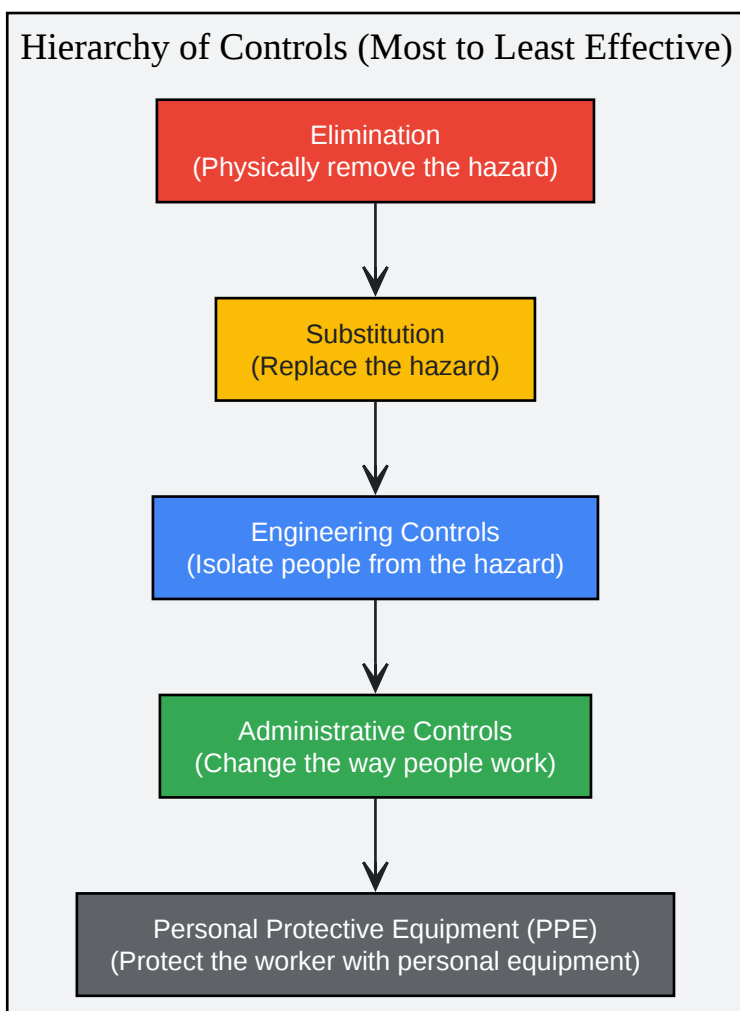 Hierarchy of Controls (Most to Least Effective)
Elimination
(Physically remove the hazard)
Substitution
(Replace the hazard)
Engineering Controls
(Isolate people from the hazard)
Administrative Controls
(Change the way people work)
Personal Protective Equipment (PPE)
(Protect the worker with personal equipment)